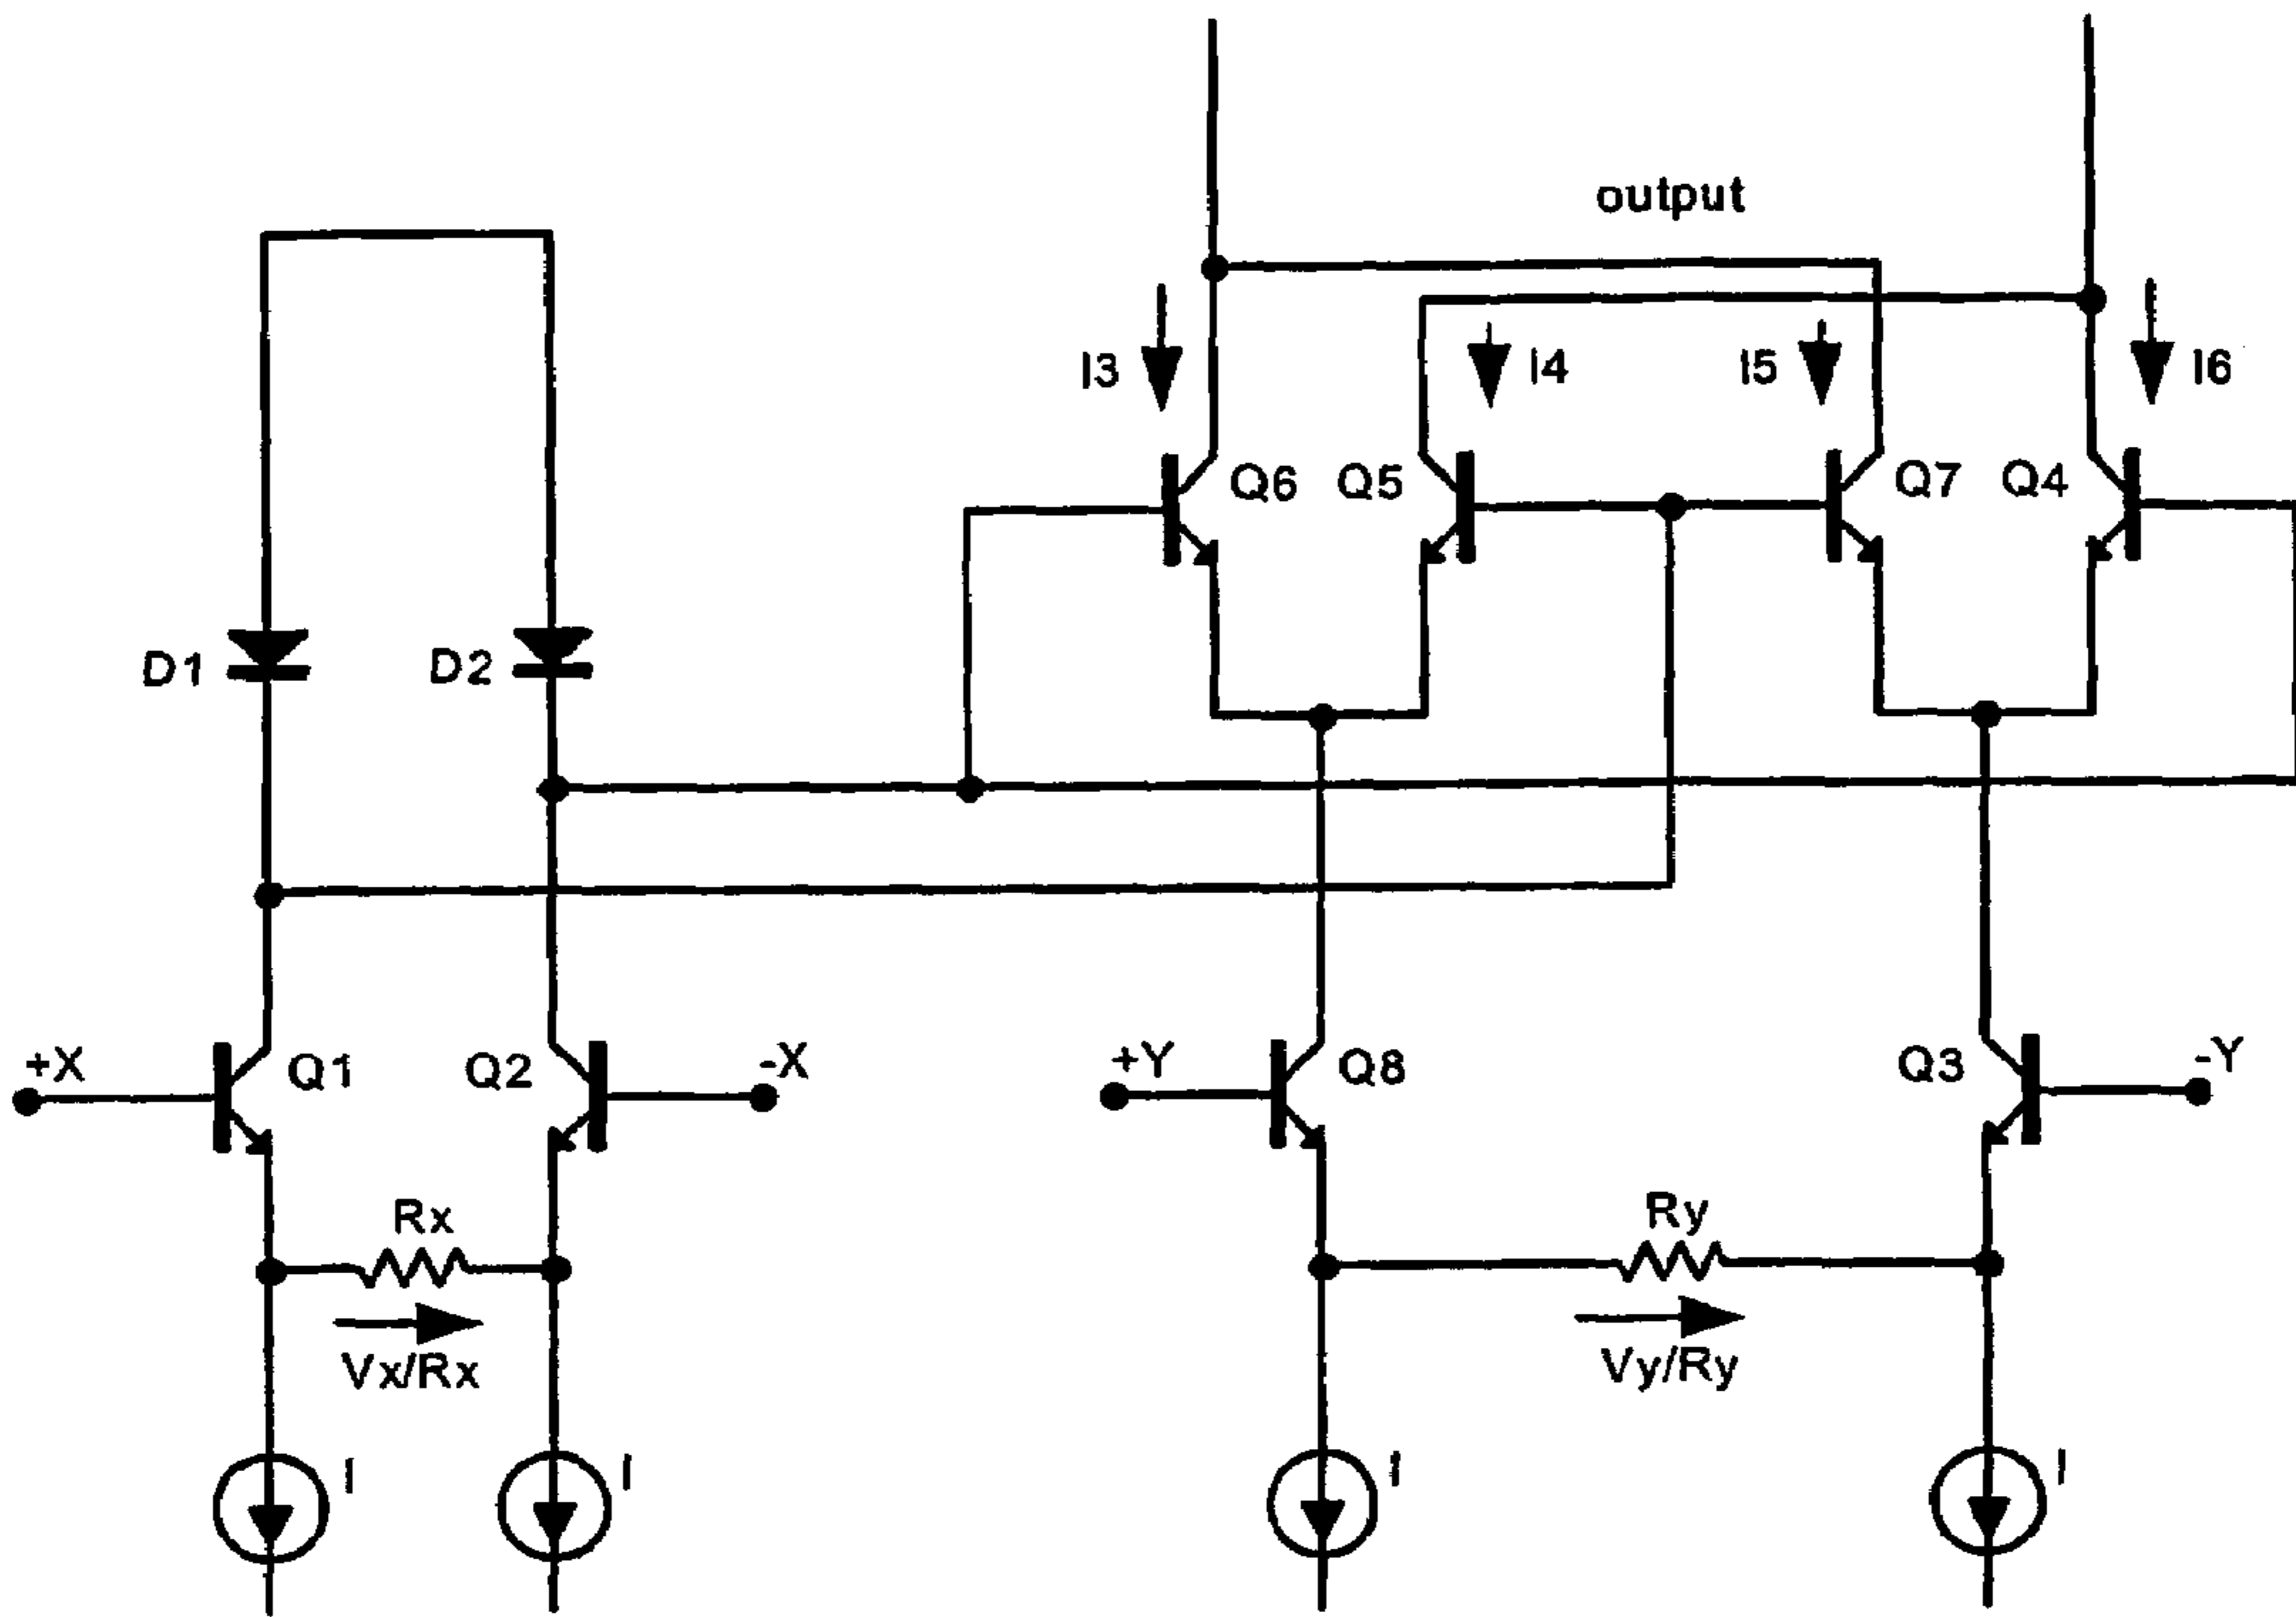 output
I3
I4
I5
I6
Q6
Q5
Q7
Q4
D1
D2
+X
Q1
Q2
-X
+Y
Q8
Q3
-Y
Rx
Ry
Vx/Rx
Vy/Ry
I
I
I
I